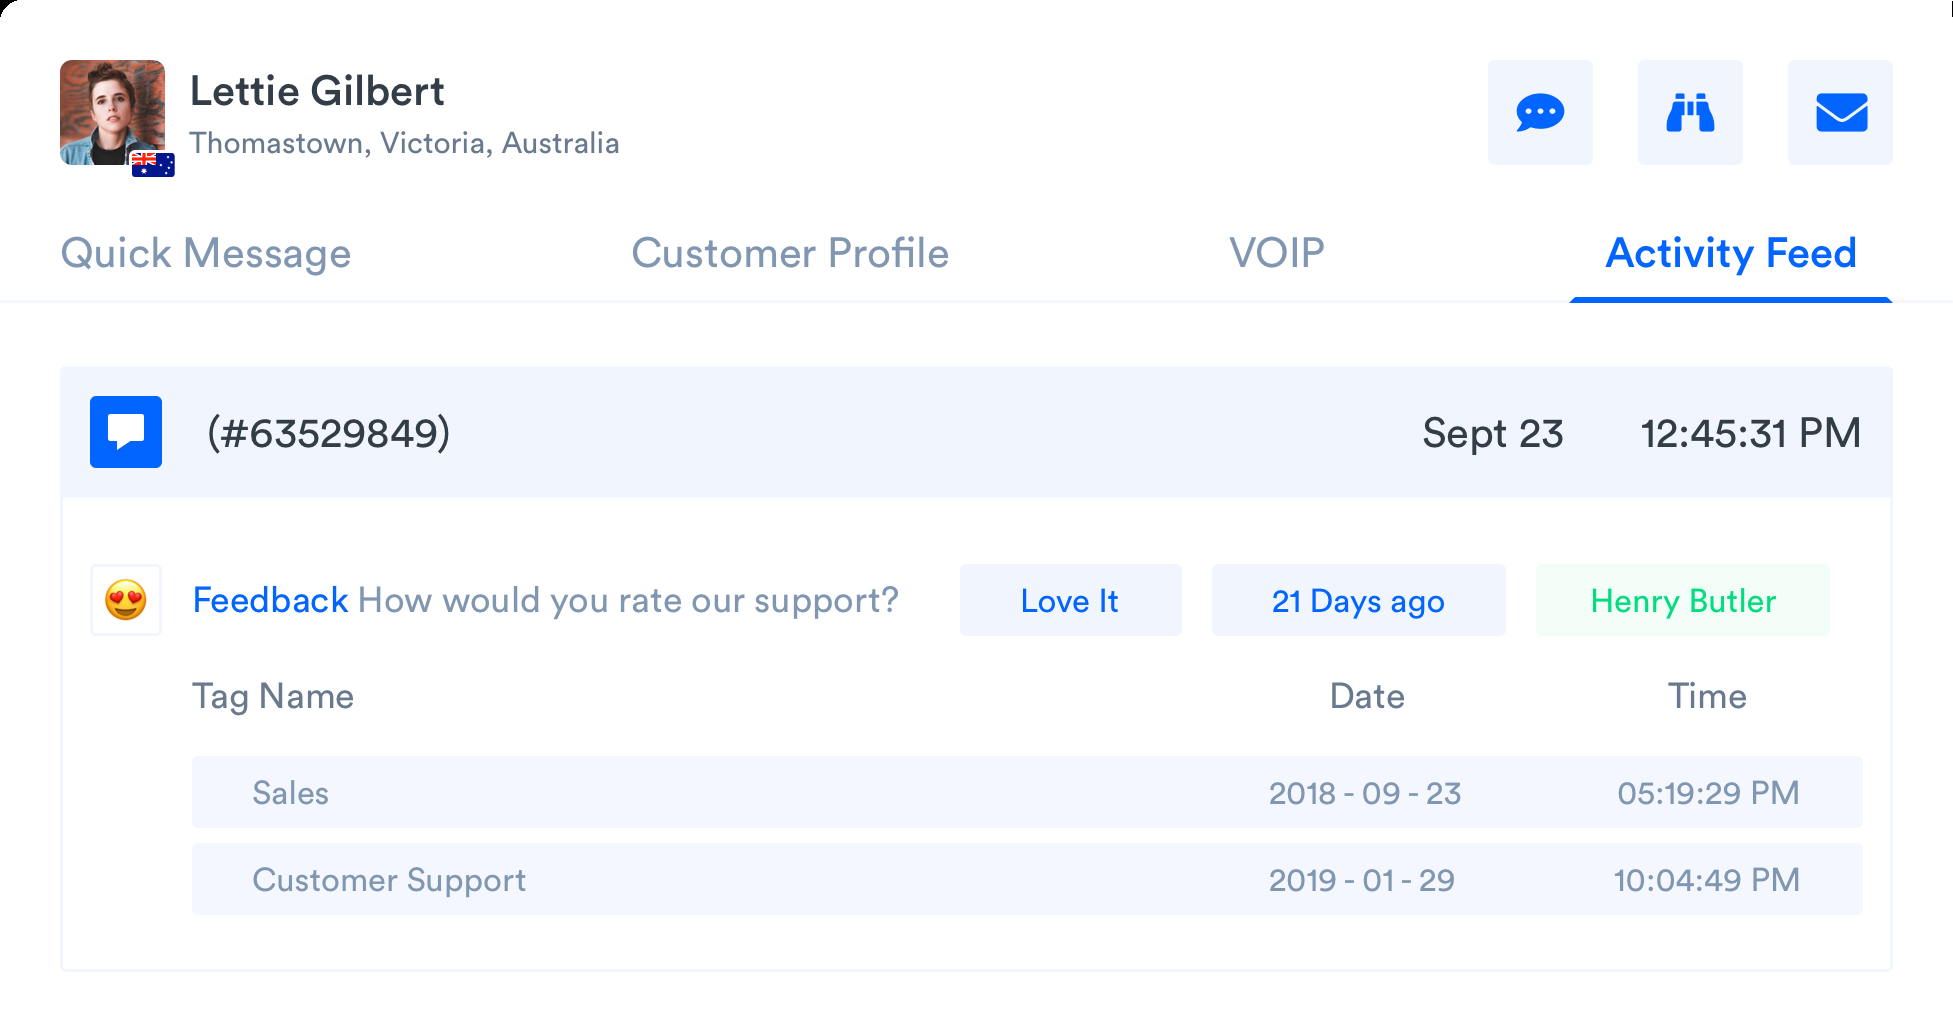 Lettie Gilbert
Thomastown, Victoria, Australia
Quick Message Customer Profile VOIP Activity Feed
(#63529849) Sept 23 12:45:31 PM
Feedback How would you rate our support? Love It 21 Days ago Henry Butler
Tag Name Date Time
Sales 2018 - 09 - 23 05:19:29 PM
Customer Support 2019 - 01 - 29 10:04:49 PM